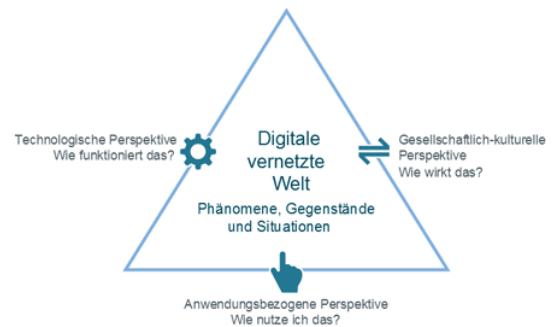 Technologische Perspektive
Wie funktioniert das?
Digitale
vernetzte
Welt
Phänomene, Gegenstände
und Situationen
Gesellschaftlich-kulturelle
Perspektive
Wie wirkt das?
Anwendungsbezogene Perspektive
Wie nutze ich das?